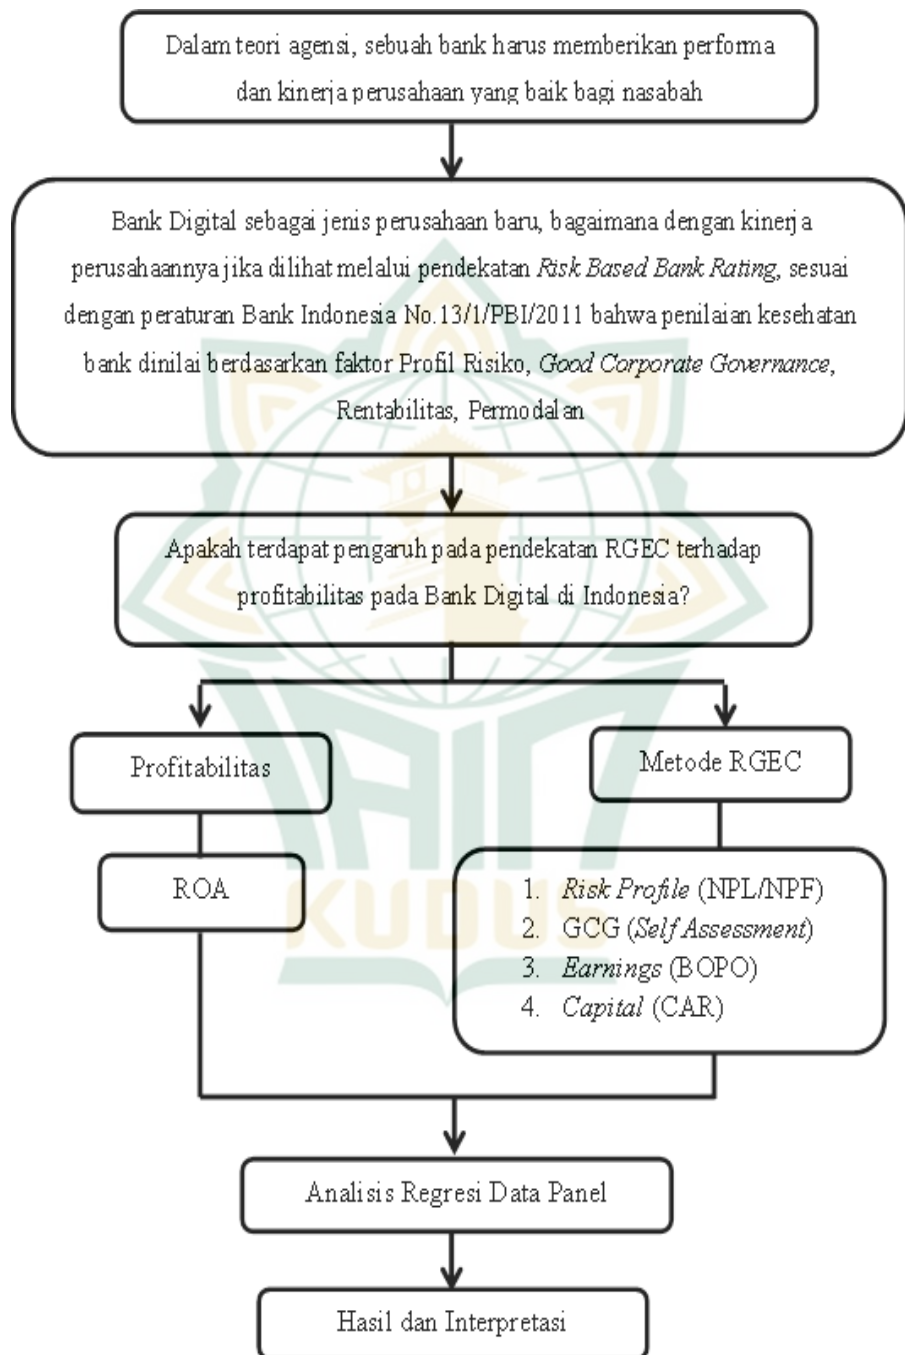 Dalam teori agensi, sebuah bank harus memberikan performa
dan kinerja perusahaan yang baik bagi nasabah
Bank Digital sebagai jenis perusahaan baru, bagaimana dengan kinerja
perusahaannya jika dilihat melalui pendekatan Risk Based Bank Rating, sesuai
dengan peraturan Bank Indonesia No.13/1/PBI/2011 bahwa penilaian kesehatan
bank dinilai berdasarkan faktor Profil Risiko, Good Corporate Governance,
Rentabilitas, Permodalan
Apakah terdapat pengaruh pada pendekatan RGEC terhadap
profitabilitas pada Bank Digital di Indonesia?
Profitabilitas
Metode RGEC
ROA
1. Risk Profile (NPL/NPF)
2. GCG (Self Assessment)
3. Earnings (BOPO)
4. Capital (CAR)
Analisis Regresi Data Panel
Hasil dan Interpretasi
IAIN
KUDUS